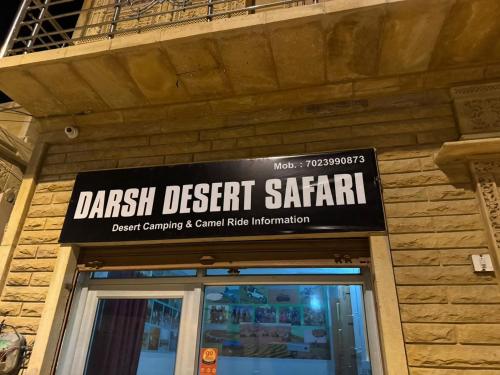 Mob. : 7023990873
DARSH DESERT SAFARI
Desert Camping & Camel Ride Information